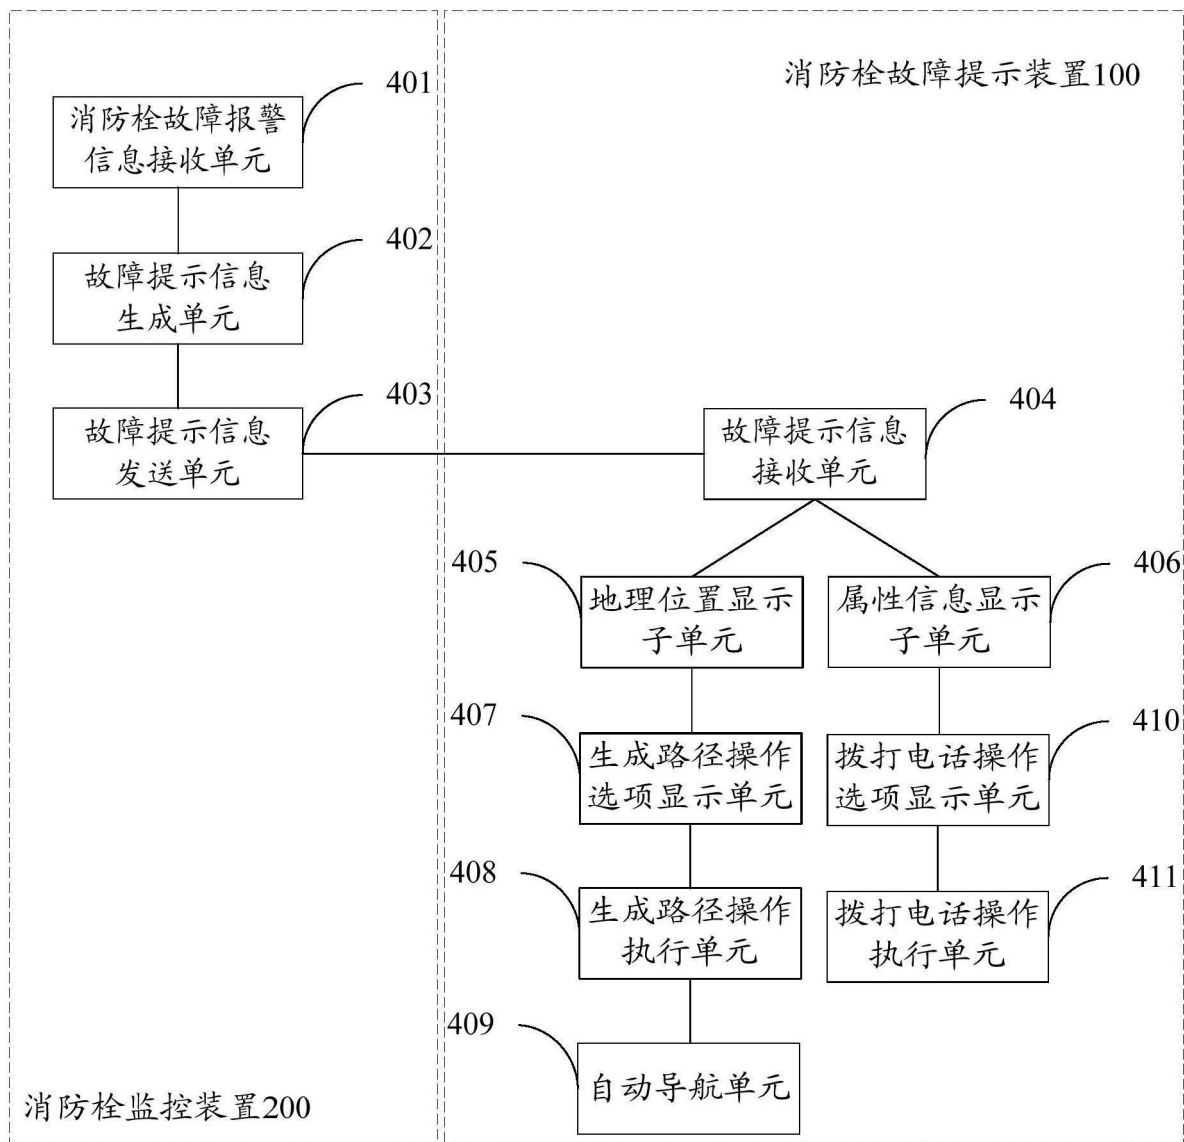 消防栓故障提示装置100
401
消防栓故障报警
信息接收单元
402
故障提示信息
生成单元
403
故障提示信息
发送单元
404
故障提示信息
接收单元
405
地理位置显示
子单元
406
属性信息显示
子单元
407
生成路径操作
选项显示单元
410
拨打电话操作
选项显示单元
408
生成路径操作
执行单元
411
拨打电话操作
执行单元
409
自动导航单元
消防栓监控装置200